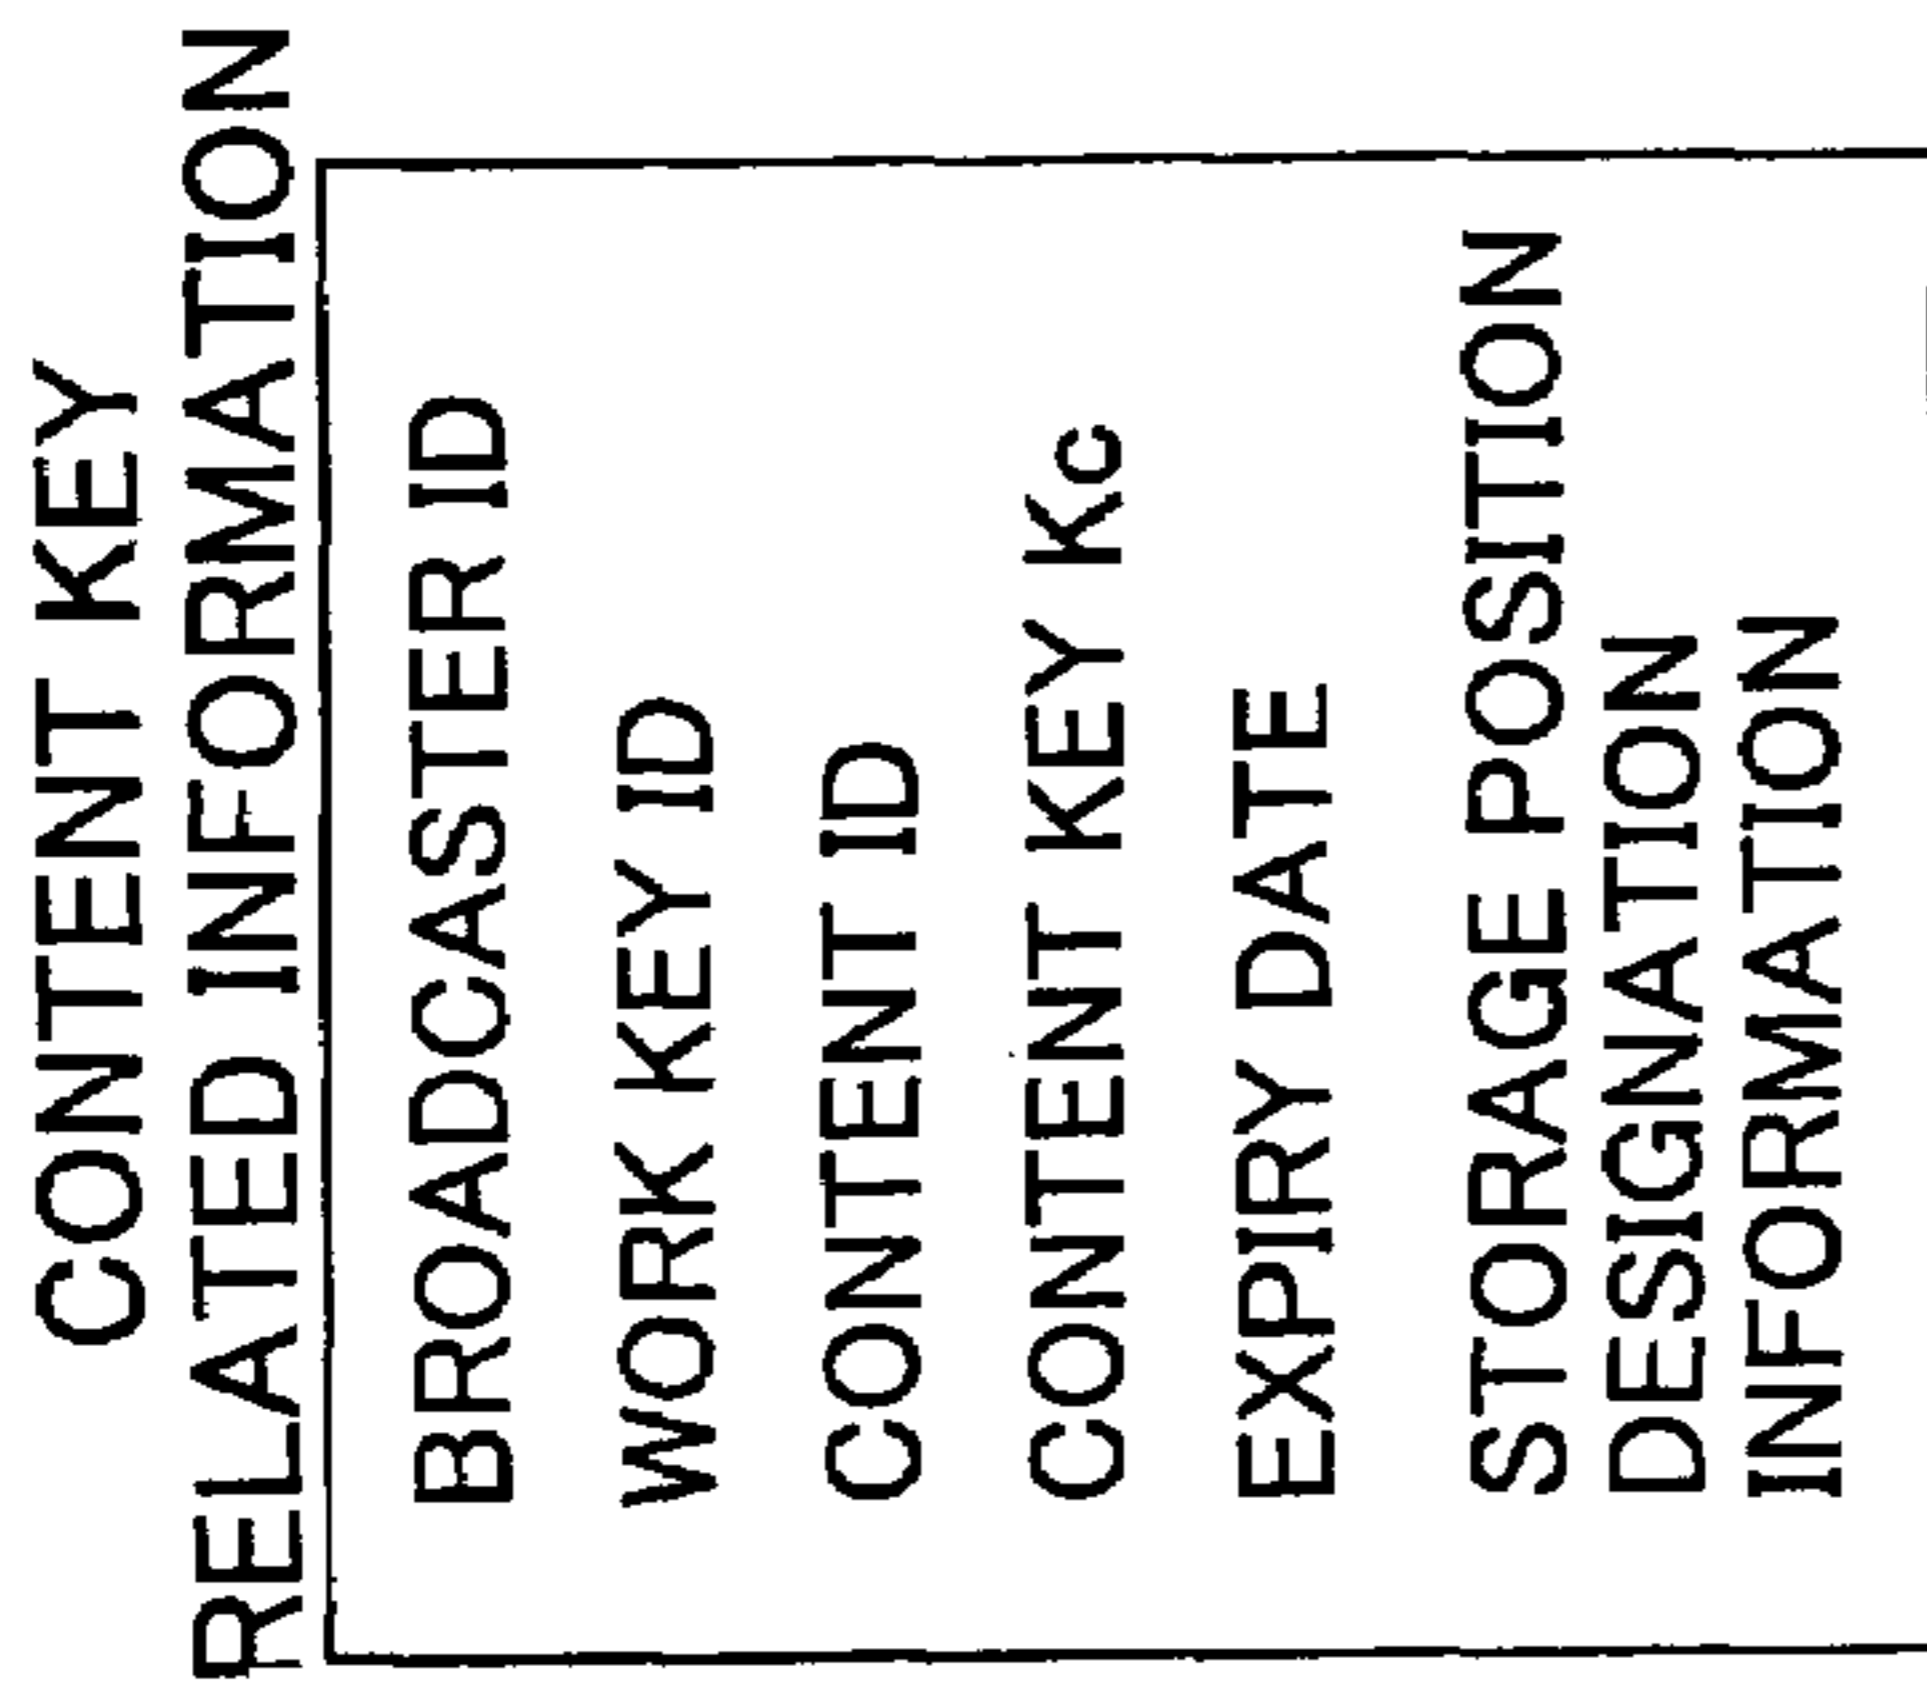 CONTENT KEY
RELATED INFORMATION
BROADCASTER ID
WORK KEY ID
CONTENT ID
CONTENT KEY Kc
EXPIRY DATE
STORAGE POSITION
DESIGNATION
INFORMATION